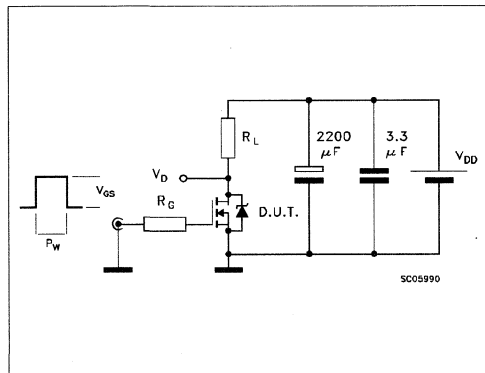 R_L
2200
μF
3.3
μF
V_DD
V_D
V_GS
R_G
D.U.T.
P_W
SC05990